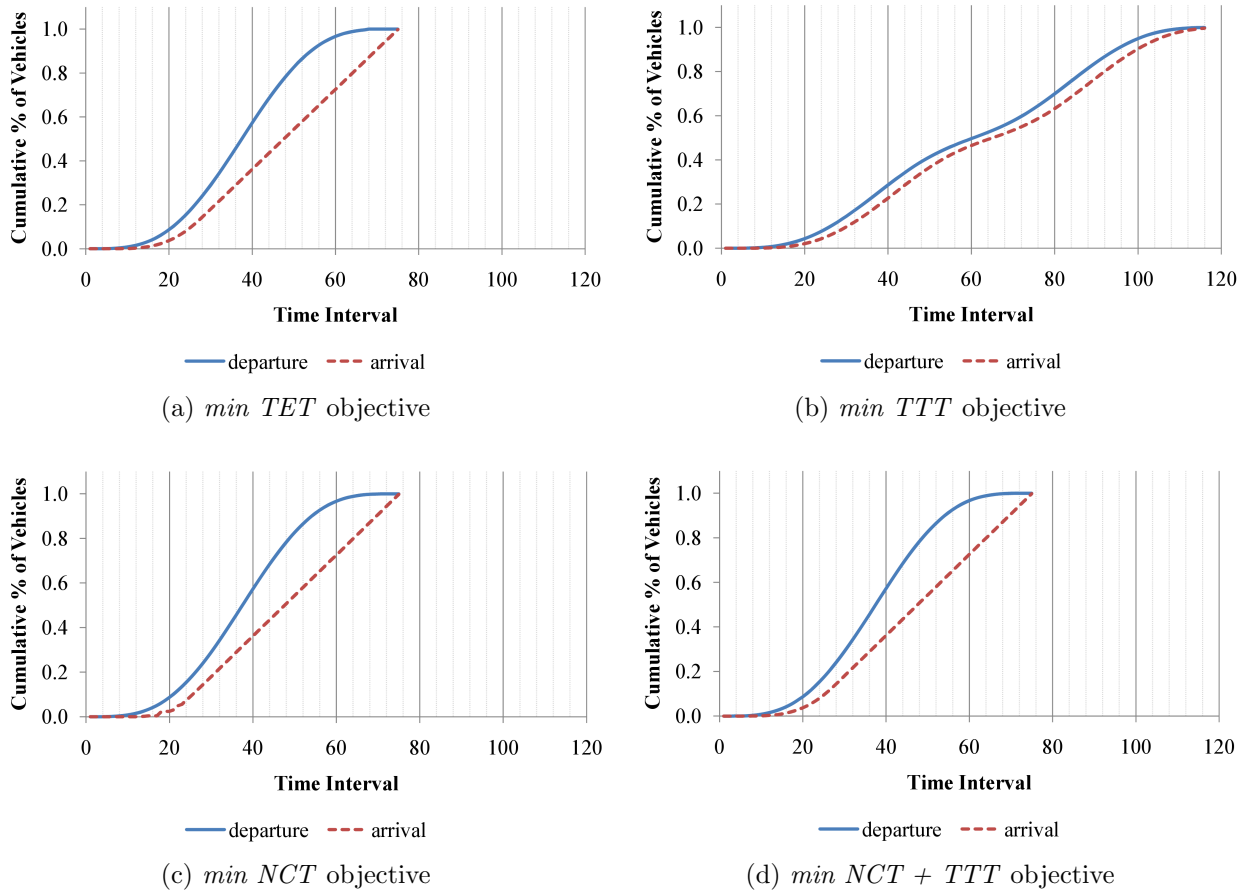 Cumulative % of Vehicles
1.0
0.8
0.6
0.4
0.2
0.0
0 20 40 60 80 100 120
Time Interval
departure arrival
(a) min TET objective
Cumulative % of Vehicles
1.0
0.8
0.6
0.4
0.2
0.0
0 20 40 60 80 100 120
Time Interval
departure arrival
(b) min TTT objective
Cumulative % of Vehicles
1.0
0.8
0.6
0.4
0.2
0.0
0 20 40 60 80 100 120
Time Interval
departure arrival
(c) min NCT objective
Cumulative % of Vehicles
1.0
0.8
0.6
0.4
0.2
0.0
0 20 40 60 80 100 120
Time Interval
departure arrival
(d) min NCT + TTT objective